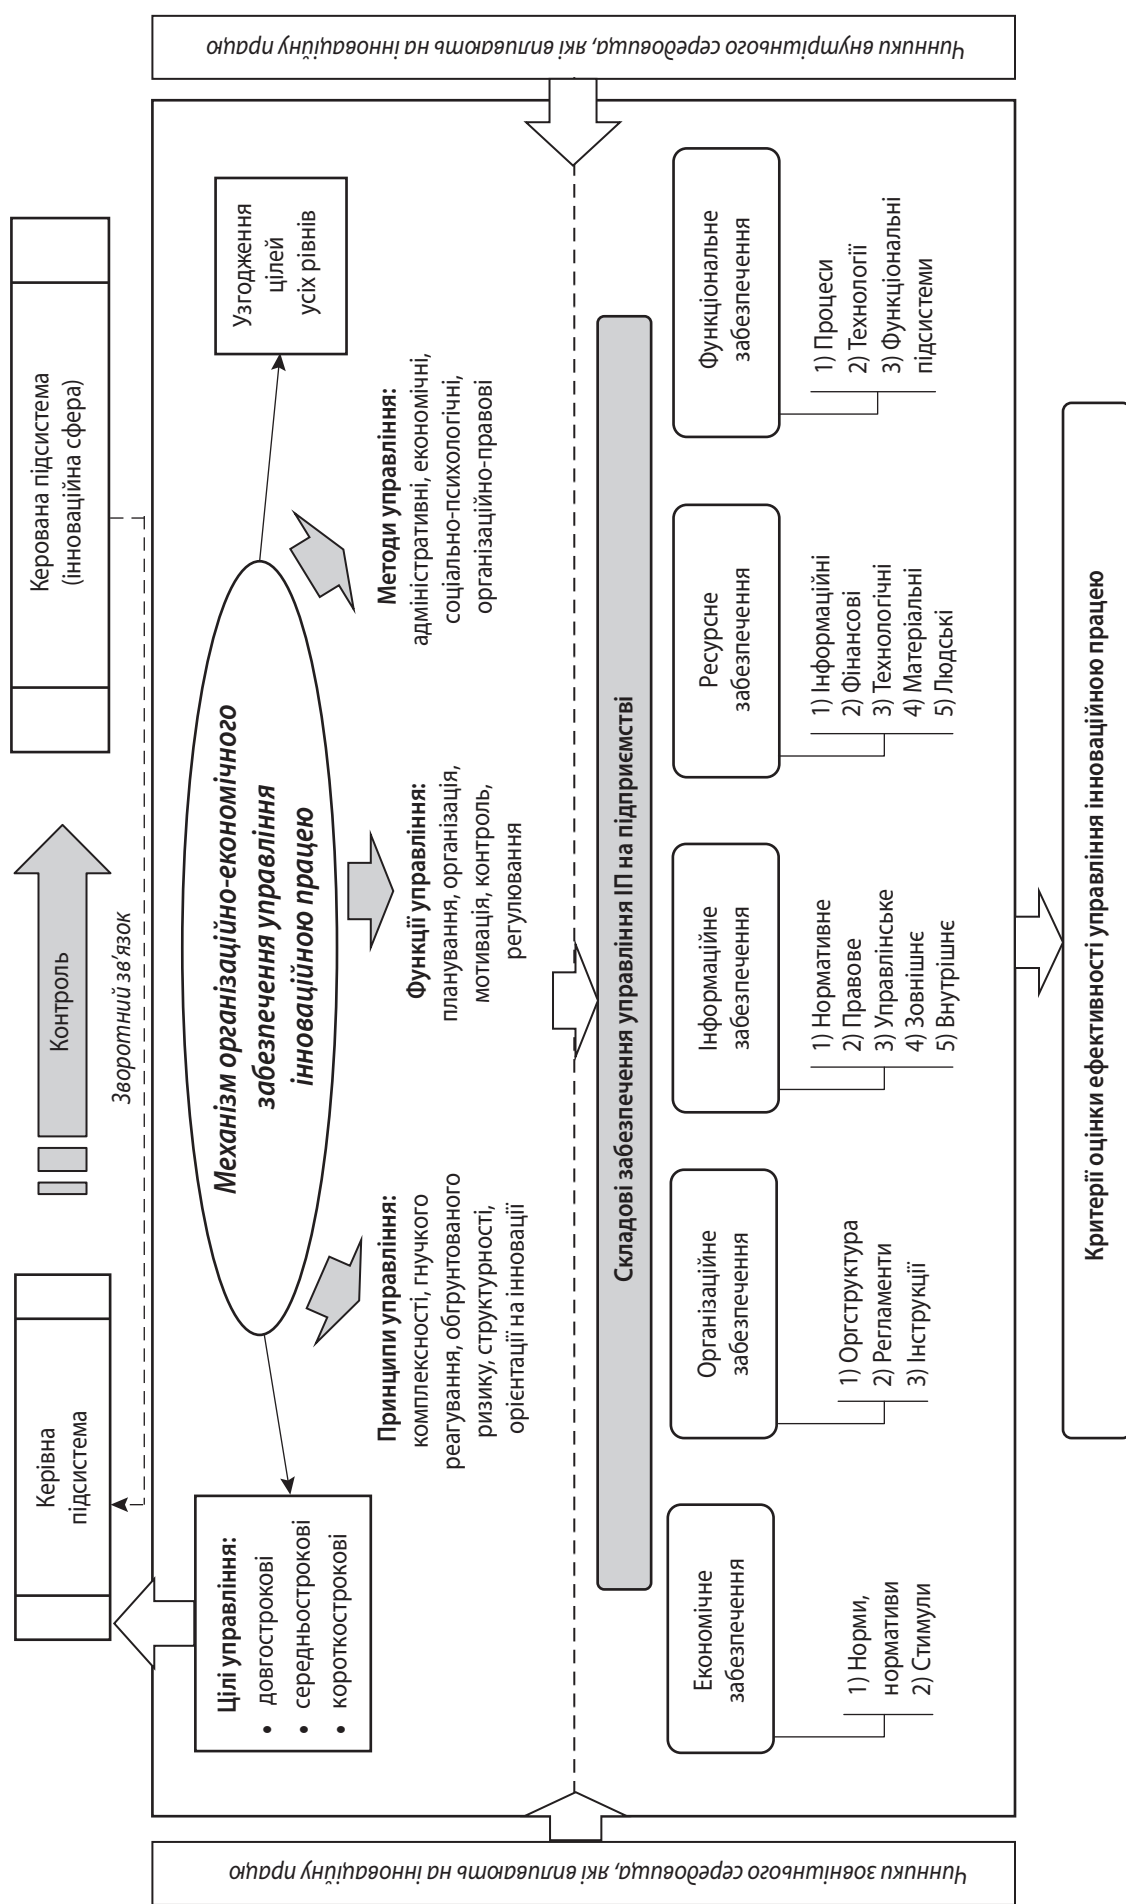 Керівна
підсистема
Контроль
Зворотний зв’язок
Керована підсистема
(інноваційна сфера)
Чинники зовнішнього середовища, які впливають на інноваційну працю
Цілі управління:
• довгострокові
• середньострокові
• короткострокові
Механізм організаційно-економічного
забезпечення управління
інноваційною працею
Узгодження
цілей
усіх рівнів
Принципи управління:
комплексності, гнучкого
реагування, обгрунтованого
ризику, структурності,
орієнтації на інновації
Функції управління:
планування, організація,
мотивація, контроль,
регулювання
Методи управління:
адміністративні, економічні,
соціально-психологічні,
організаційно-правові
Чинники внутрішнього середовища, які впливають на інноваційну працю
Складові забезпечення управління ІП на підприємстві
Економічне
забезпечення
1) Норми,
нормативи
2) Стимули
Організаційне
забезпечення
1) Оргструктура
2) Регламенти
3) Інструкції
Інформаційне
забезпечення
1) Нормативне
2) Правове
3) Управлінське
4) Зовнішнє
5) Внутрішнє
Ресурсне
забезпечення
1) Інформаційні
2) Фінансові
3) Технологічні
4) Матеріальні
5) Людські
Функціональне
забезпечення
1) Процеси
2) Технології
3) Функціональні
підсистеми
Критерії оцінки ефективності управління інноваційною працею